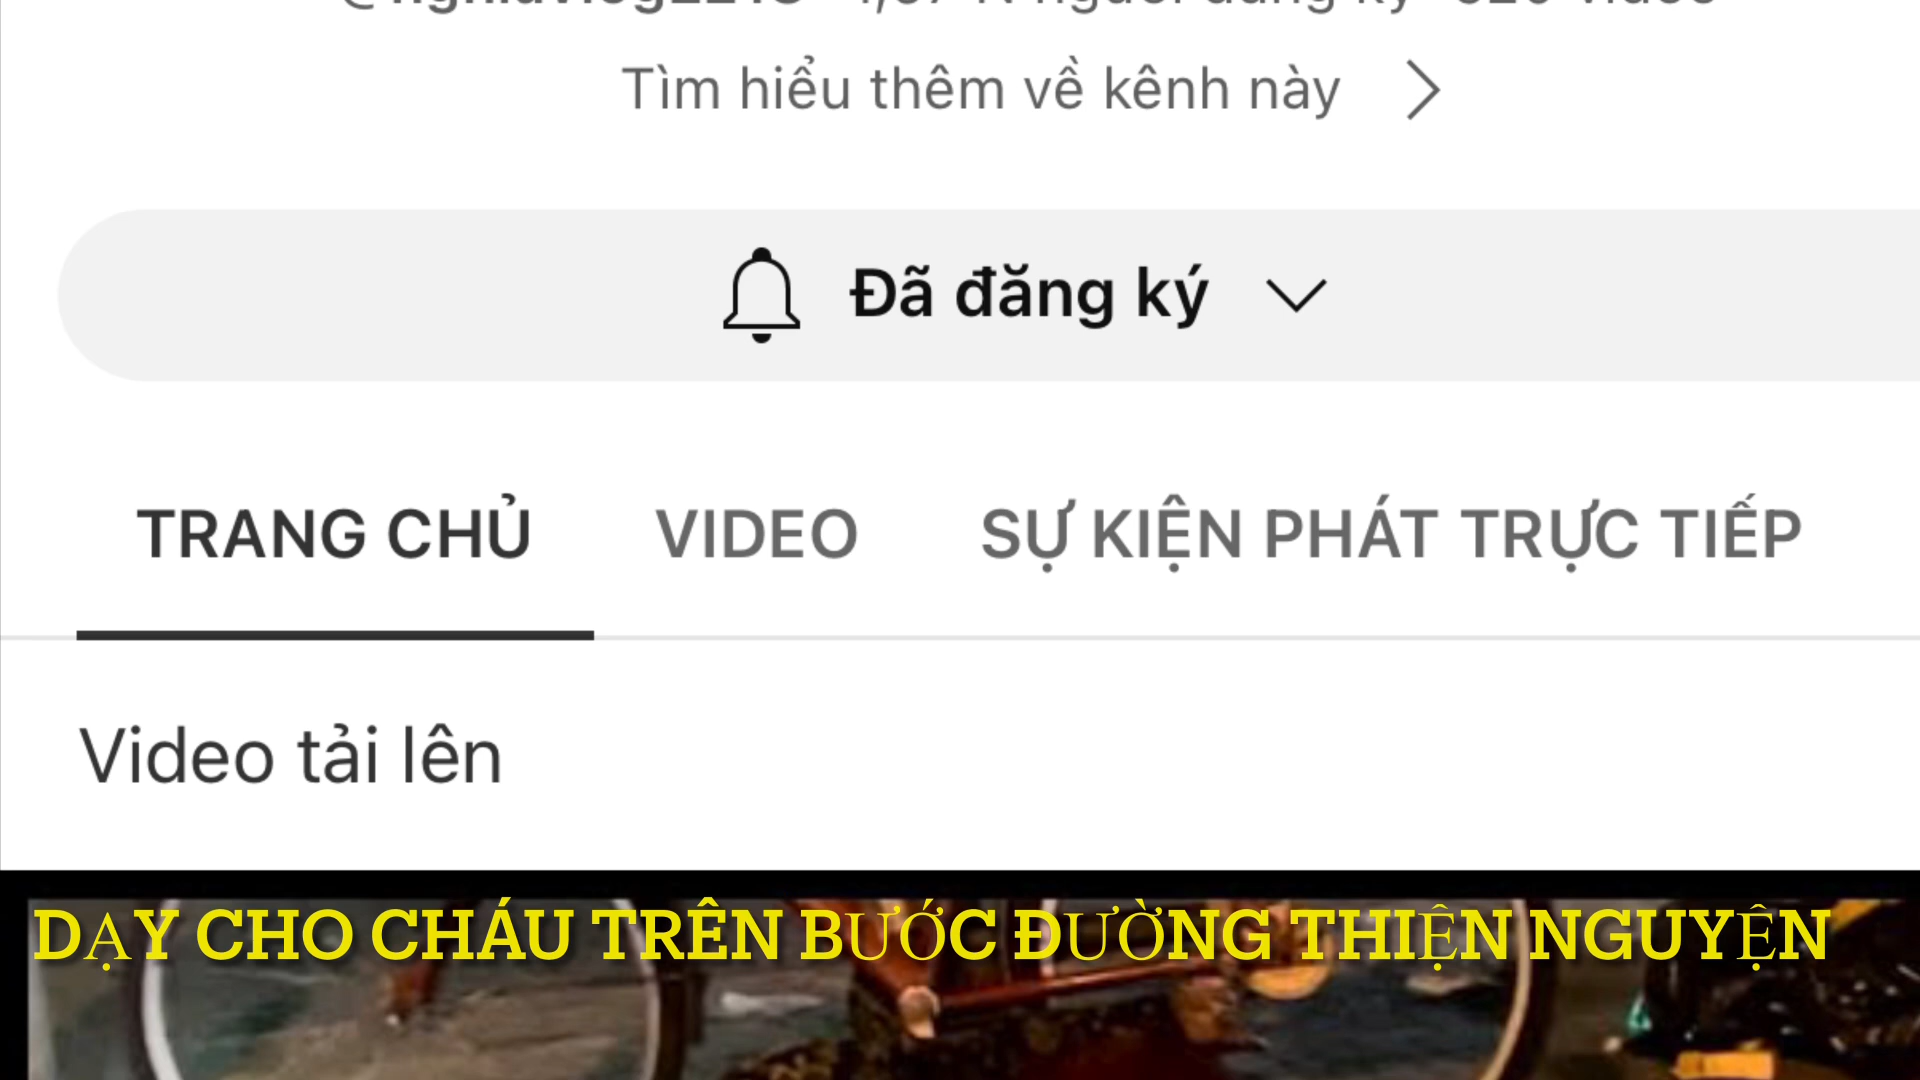 Tìm hiểu thêm về kênh này
Đã đăng ký
TRANG CHỦ VIDEO SỰ KIỆN PHÁT TRỰC TIẾP
Video tải lên
DẠY CHO CHÁU TRÊN BƯỚC ĐƯỜNG THIỆN NGUYỆN